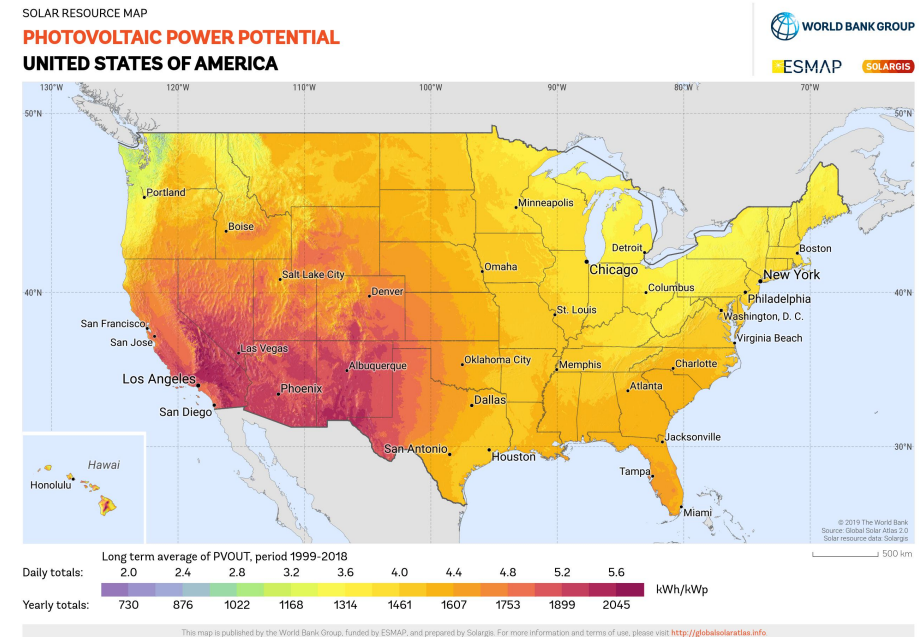 SOLAR RESOURCE MAP
PHOTOVOLTAIC POWER POTENTIAL
UNITED STATES OF AMERICA
WORLD BANK GROUP
ESMAP
SOLARGIS
130°W 120°W 110°W 100°W 90°W 80°W 70°W
50°N 50°N
Portland
Minneapolis
Boise
Boston
Detroit
Chicago
Salt Lake City
Omaha
New York
Columbus
40°N Denver 40°N
Philadelphia
St. Louis
Washington, D. C.
San Francisco
Virginia Beach
San Jose
Las Vegas
Oklahoma City
Memphis
Charlotte
Albuquerque
Los Angeles
Phoenix
Atlanta
Dallas
San Diego
Jacksonville
30°N
San Antonio
Houston
Hawai
Tampa
Honolulu
Miami
© 2019 The World Bank
Source: Global Solar Atlas 2.0
Solar resource data: Solargis
500 km
Long term average of PVOUT, period 1999-2018
Daily totals: 2.0 2.4 2.8 3.2 3.6 4.0 4.4 4.8 5.2 5.6
kWh/kWp
Yearly totals: 730 876 1022 1168 1314 1461 1607 1753 1899 2045
This map is published by the World Bank Group, funded by ESMAP, and prepared by Solargis. For more information and terms of use, please visit http://globalsolaratlas.info.